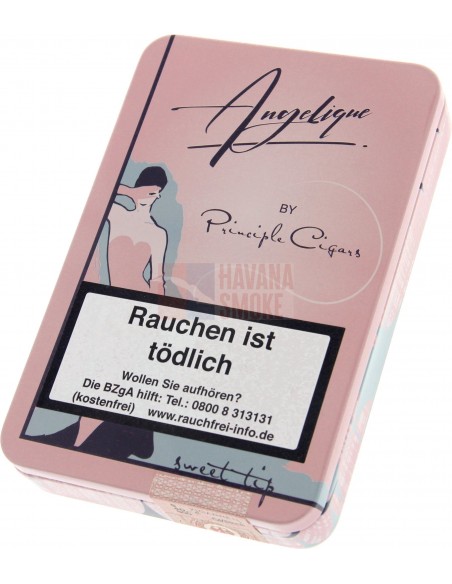 Angelique
BY
Principle Cigars
HAVANA
SMOKE
Rauchen ist
tödlich
Wollen Sie aufhören?
Die BZgA hilft: Tel.: 0800 8 313131
(kostenfrei) www.rauchfrei-info.de
sweet tip